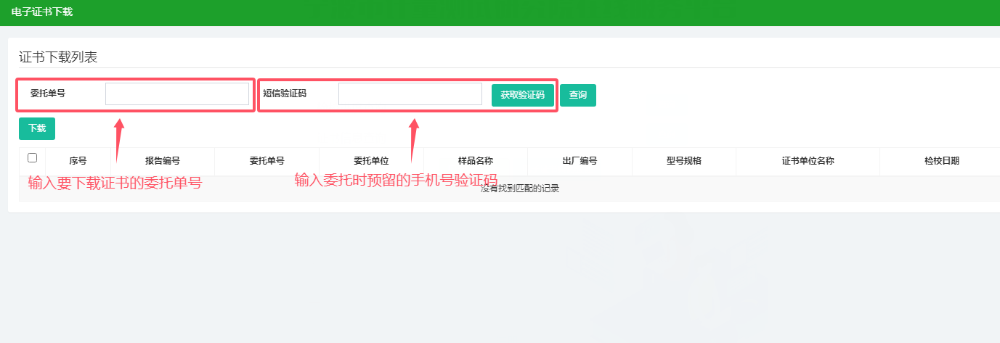 电子证书下载
证书下载列表
委托单号 短信验证码 获取验证码 查询
下载
序号 报告编号 委托单号 委托单位 样品名称 出厂编号 型号规格 证书单位名称 检校日期
输入要下载证书的委托单号 输入委托时预留的手机号验证码
没有找到匹配的记录